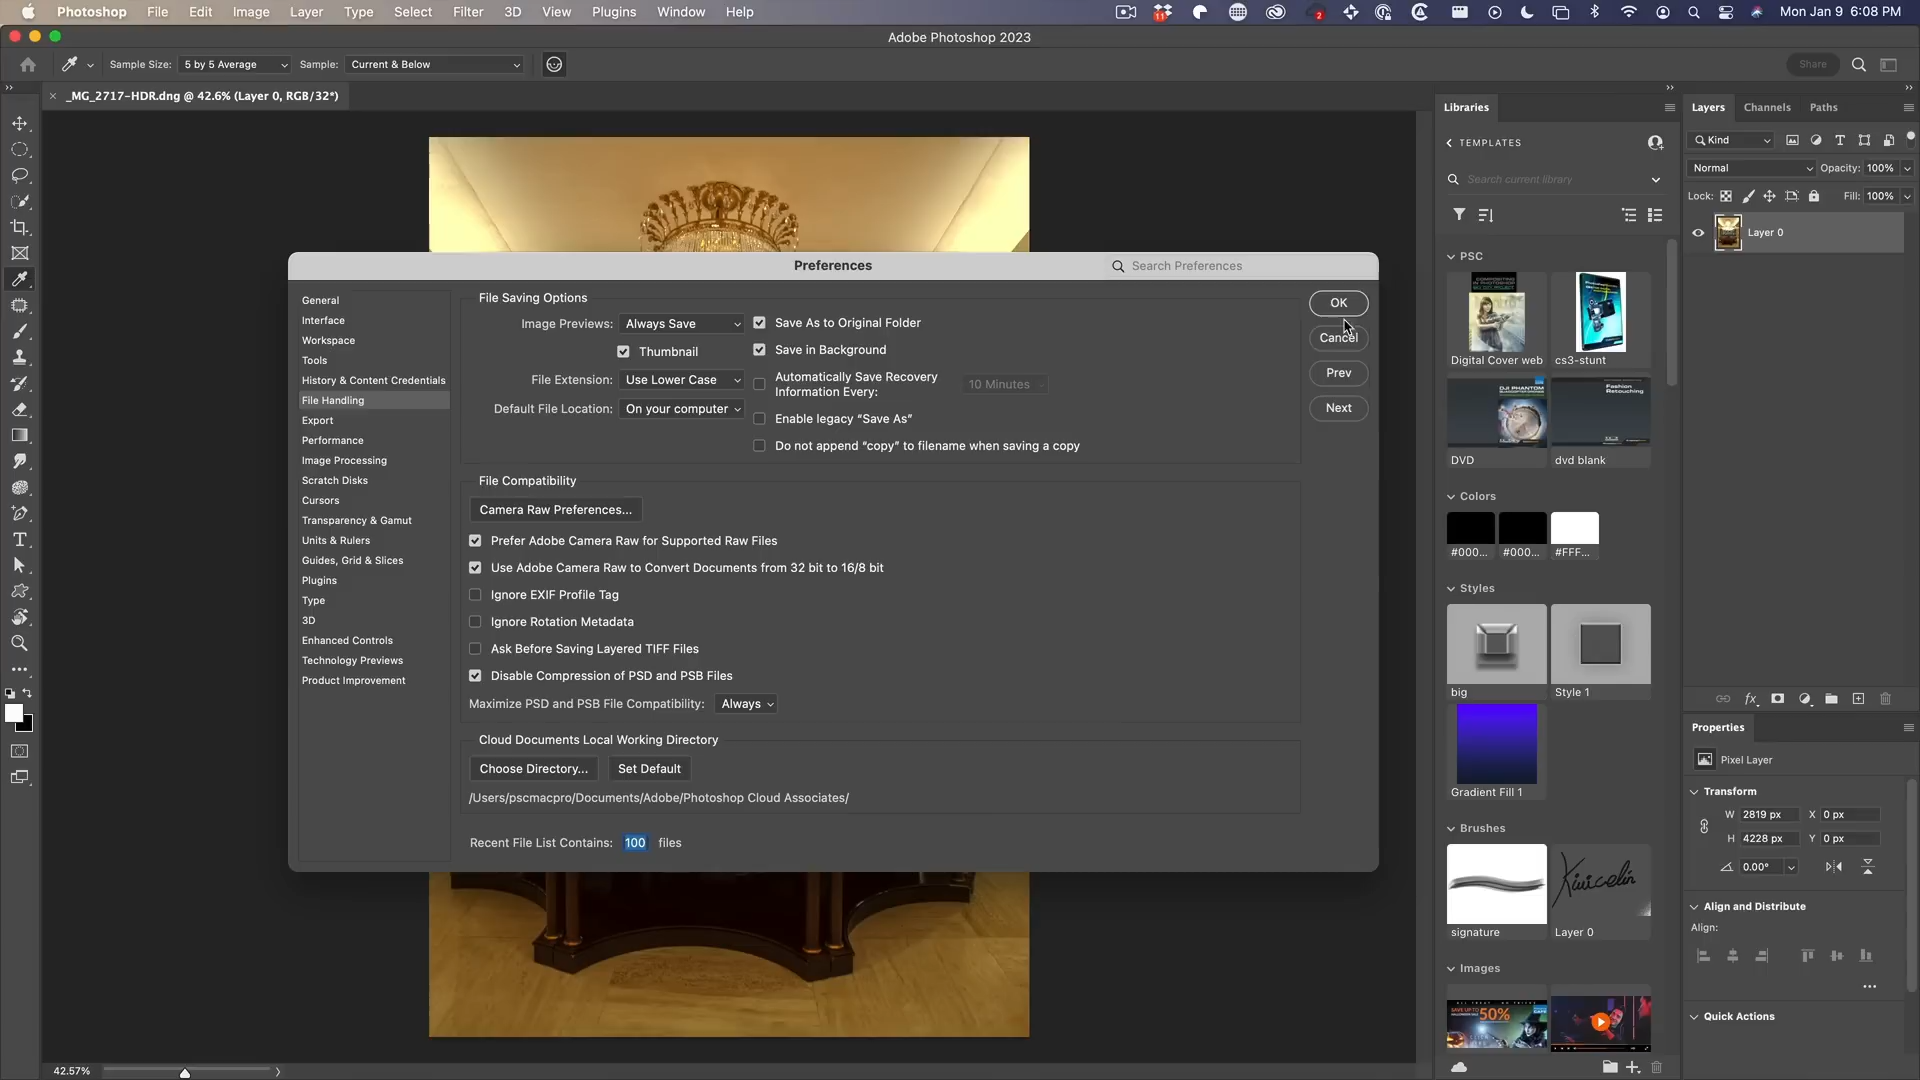 Photoshop File Edit Image Layer Type Select Filter 3D View Plugins Window Help
11 2 Mon Jan 9 6:08 PM
Adobe Photoshop 2023
Sample Size: 5 by 5 Average Sample: Current & Below Share
× _MG_2717-HDR.dng @ 42.6% (Layer 0, RGB/32*)
Preferences
Search Preferences
General
Interface
Workspace
Tools
History & Content Credentials
File Handling
Export
Performance
Image Processing
Scratch Disks
Cursors
Transparency & Gamut
Units & Rulers
Guides, Grid & Slices
Plugins
Type
3D
Enhanced Controls
Technology Previews
Product Improvement
File Saving Options
Image Previews: Always Save
Thumbnail
File Extension: Use Lower Case
Default File Location: On your computer
Save As to Original Folder
Save in Background
Automatically Save Recovery
Information Every:
10 Minutes
Enable legacy “Save As”
Do not append “copy” to filename when saving a copy
File Compatibility
Camera Raw Preferences...
Prefer Adobe Camera Raw for Supported Raw Files
Use Adobe Camera Raw to Convert Documents from 32 bit to 16/8 bit
Ignore EXIF Profile Tag
Ignore Rotation Metadata
Ask Before Saving Layered TIFF Files
Disable Compression of PSD and PSB Files
Maximize PSD and PSB File Compatibility: Always
Cloud Documents Local Working Directory
Choose Directory... Set Default
/Users/pscmacpro/Documents/Adobe/Photoshop Cloud Associates/
Recent File List Contains: 100 files
OK
Cancel
Prev
Next
42.57%
Libraries
TEMPLATES
Search current library
PSC
Digital Cover web cs3-stunt
DJI PHANTOM
Fashion
Retouching
DVD dvd blank
Colors
#000... #000... #FFF...
Styles
big Style 1
Gradient Fill 1
Brushes
signature Layer 0
Images
50%
Layers Channels Paths
Kind
Normal Opacity: 100%
Lock: Fill: 100%
Layer 0
fx
Properties
Pixel Layer
Transform
W 2819 px X 0 px
H 4228 px Y 0 px
0.00°
Align and Distribute
Align:
Quick Actions